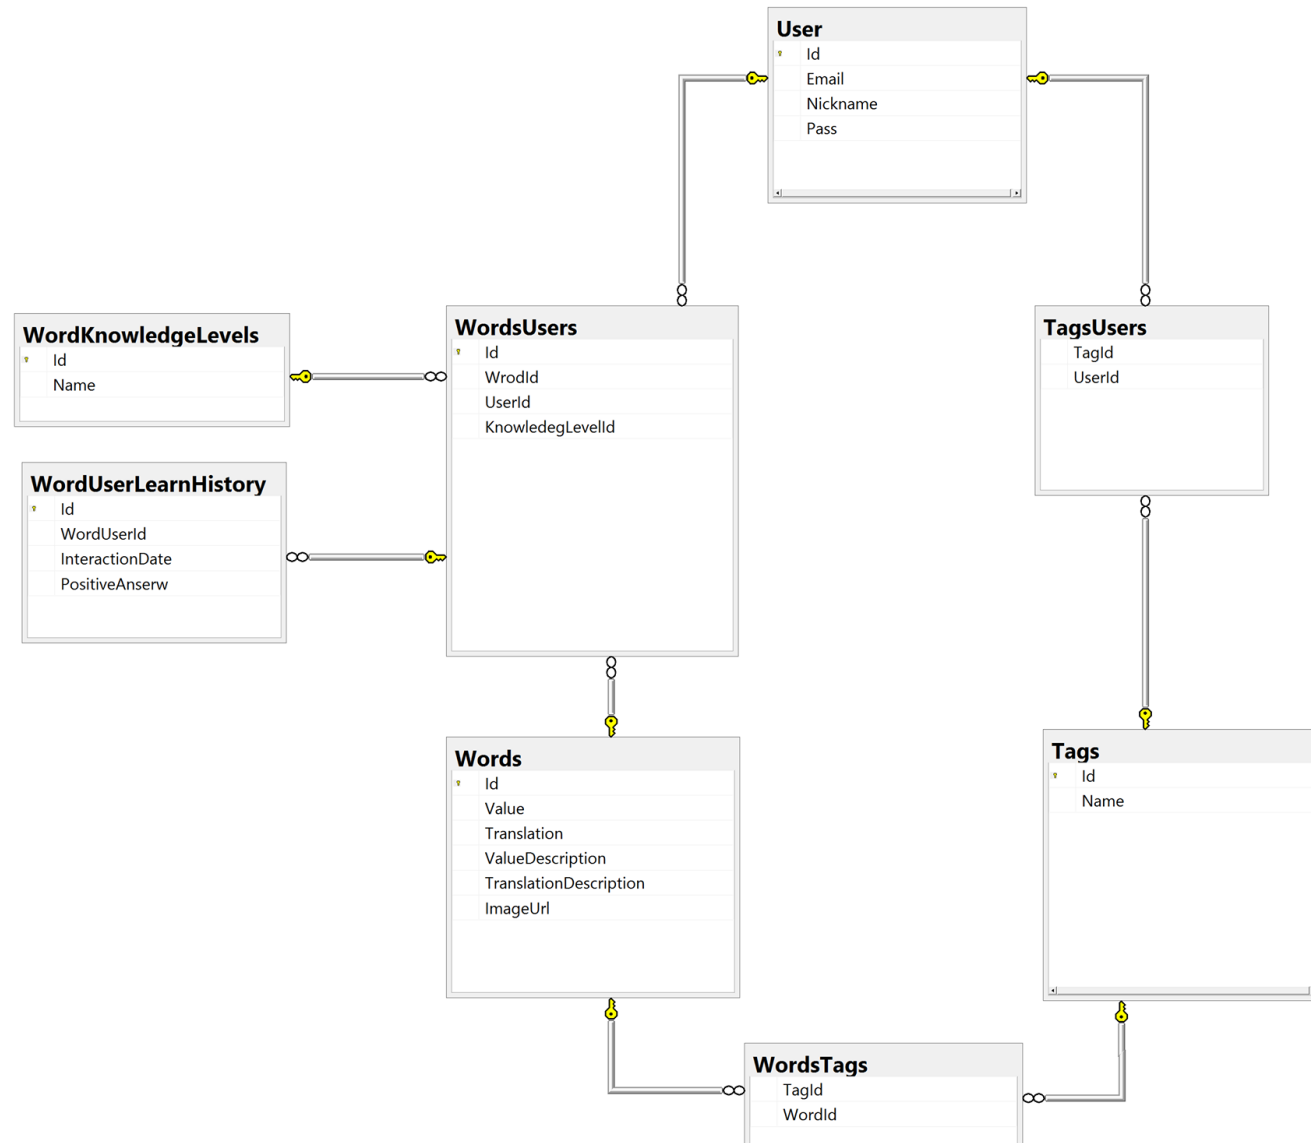 User
Id
Email
Nickname
Pass
WordKnowledgeLevels
Id
Name
WordsUsers
Id
WrodId
UserId
KnowledegLevelId
TagsUsers
TagId
UserId
WordUserLearnHistory
Id
WordUserId
InteractionDate
PositiveAnserw
Words
Id
Value
Translation
ValueDescription
TranslationDescription
ImageUrl
Tags
Id
Name
WordsTags
TagId
WordId